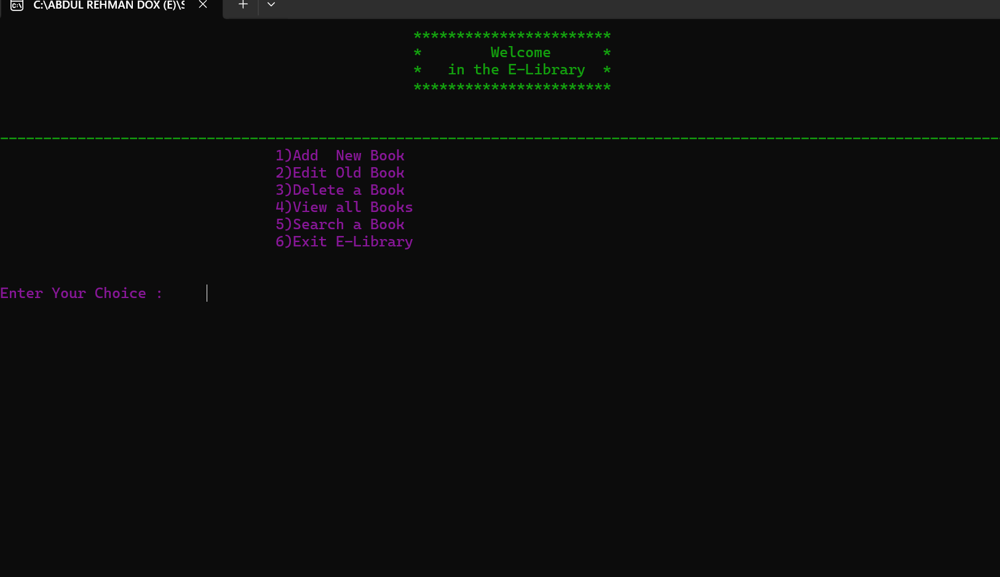 C:\ABDUL REHMAN DOX (E)\S
***********************
*        Welcome      *
*   in the E-Library  *
***********************
--------------------------------------------------------------------------------------------------------------------
1)Add  New Book
2)Edit Old Book
3)Delete a Book
4)View all Books
5)Search a Book
6)Exit E-Library
Enter Your Choice :